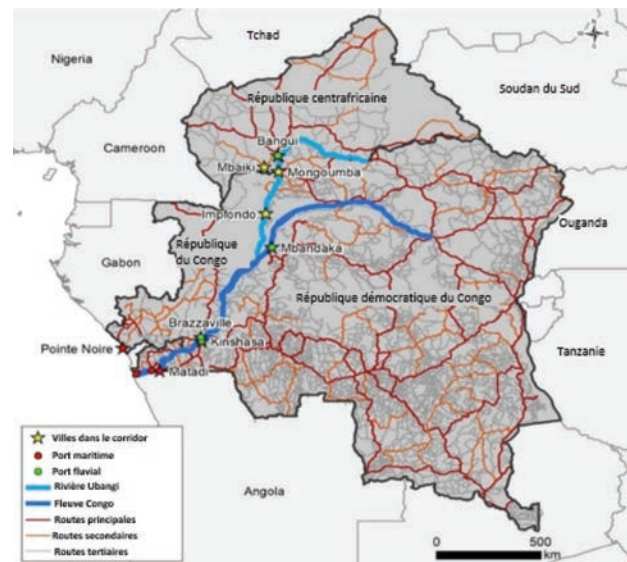 Tchad
Nigeria
Soudan du Sud
République centrafricaine
Bangui
Cameroon
Mbaiki
Mongoumba
Impfondo
Ouganda
République
du Congo
Gabon
Mbandaka
République démocratique du Congo
Brazzaville
Pointe Noire
Kinshasa
Tanzanie
Matadi
Angola
Villes dans le corridor
Port maritime
Port fluvial
Rivière Ubangi
Fleuve Congo
Routes principales
Routes secondaires
Routes tertiaires
0
500
km